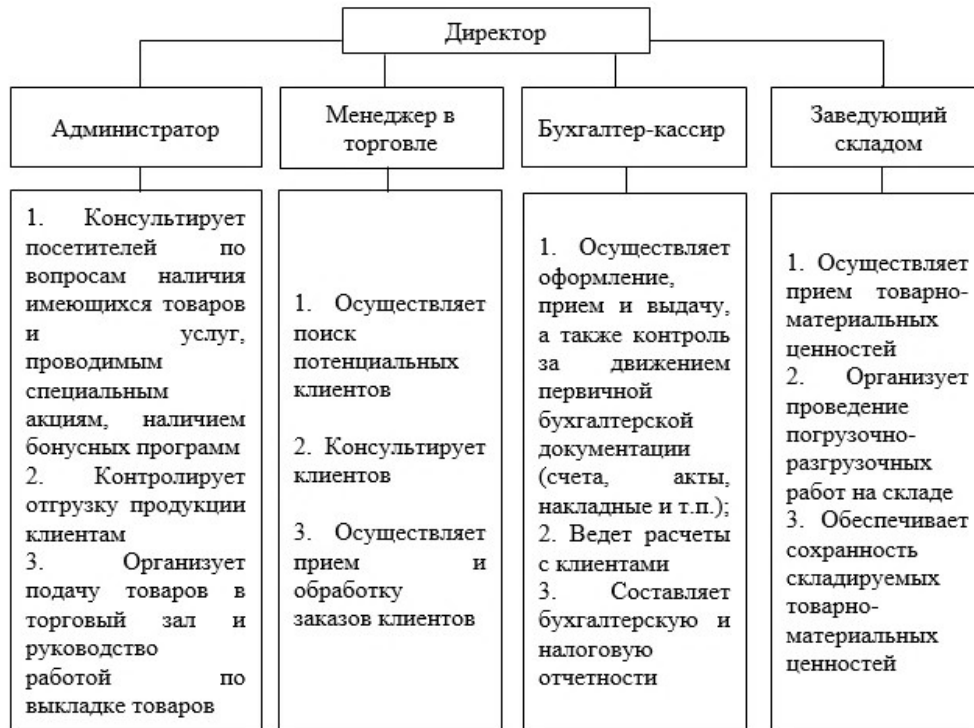 Директор
Администратор
Менеджер в
торговле
Бухгалтер-кассир
Заведующий
складом
1. Консультирует
посетителей по
вопросам наличия
имеющихся товаров
и услуг,
проводимым
специальным
акциям, наличием
бонусных программ
2. Контролирует
отгрузку продукции
клиентам
3. Организует
подачу товаров в
торговый зал и
руководство
работой по
выкладке товаров
1. Осуществляет
поиск
потенциальных
клиентов
2. Консультирует
клиентов
3. Осуществляет
прием и
обработку
заказов клиентов
1. Осуществляет
оформление,
прием и выдачу,
а также контроль
за движением
первичной
бухгалтерской
документации
(счета, акты,
накладные и т.п.);
2. Ведет расчеты
с клиентами
3. Составляет
бухгалтерскую и
налоговую
отчетности
1. Осуществляет
прием товарно-
материальных
ценностей
2. Организует
проведение
погрузочно-
разгрузочных
работ на складе
3. Обеспечивает
сохранность
складируемых
товарно-
материальных
ценностей